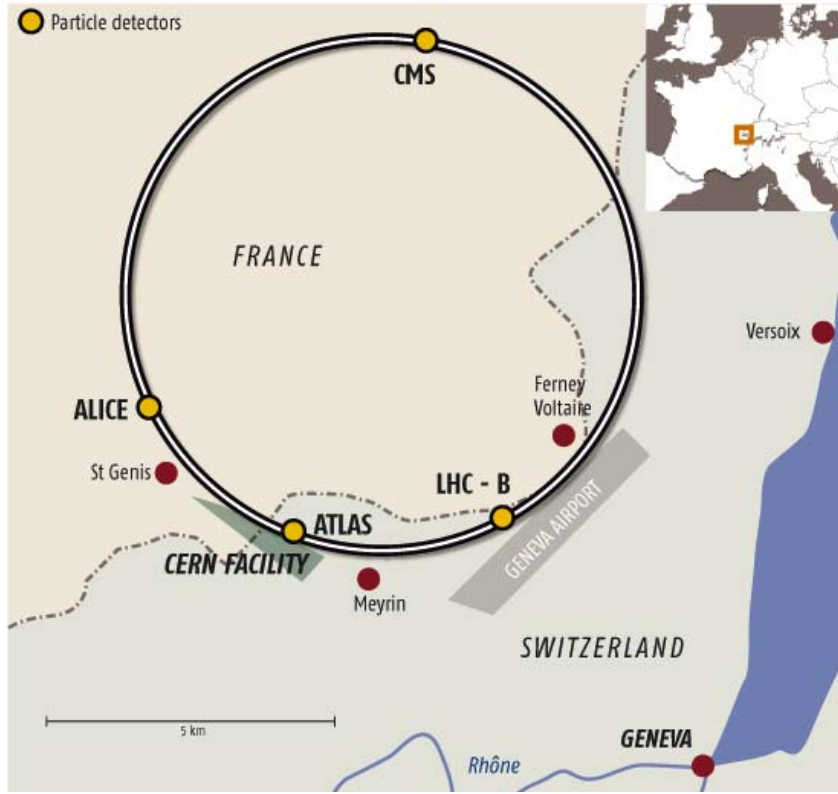 Particle detectors
CMS
FRANCE
Versoix
Ferney
Voltaire
ALICE
St Genis
LHC - B
ATLAS
GENEVA AIRPORT
CERN FACILITY
Meyrin
SWITZERLAND
5 km
GENEVA
Rhône